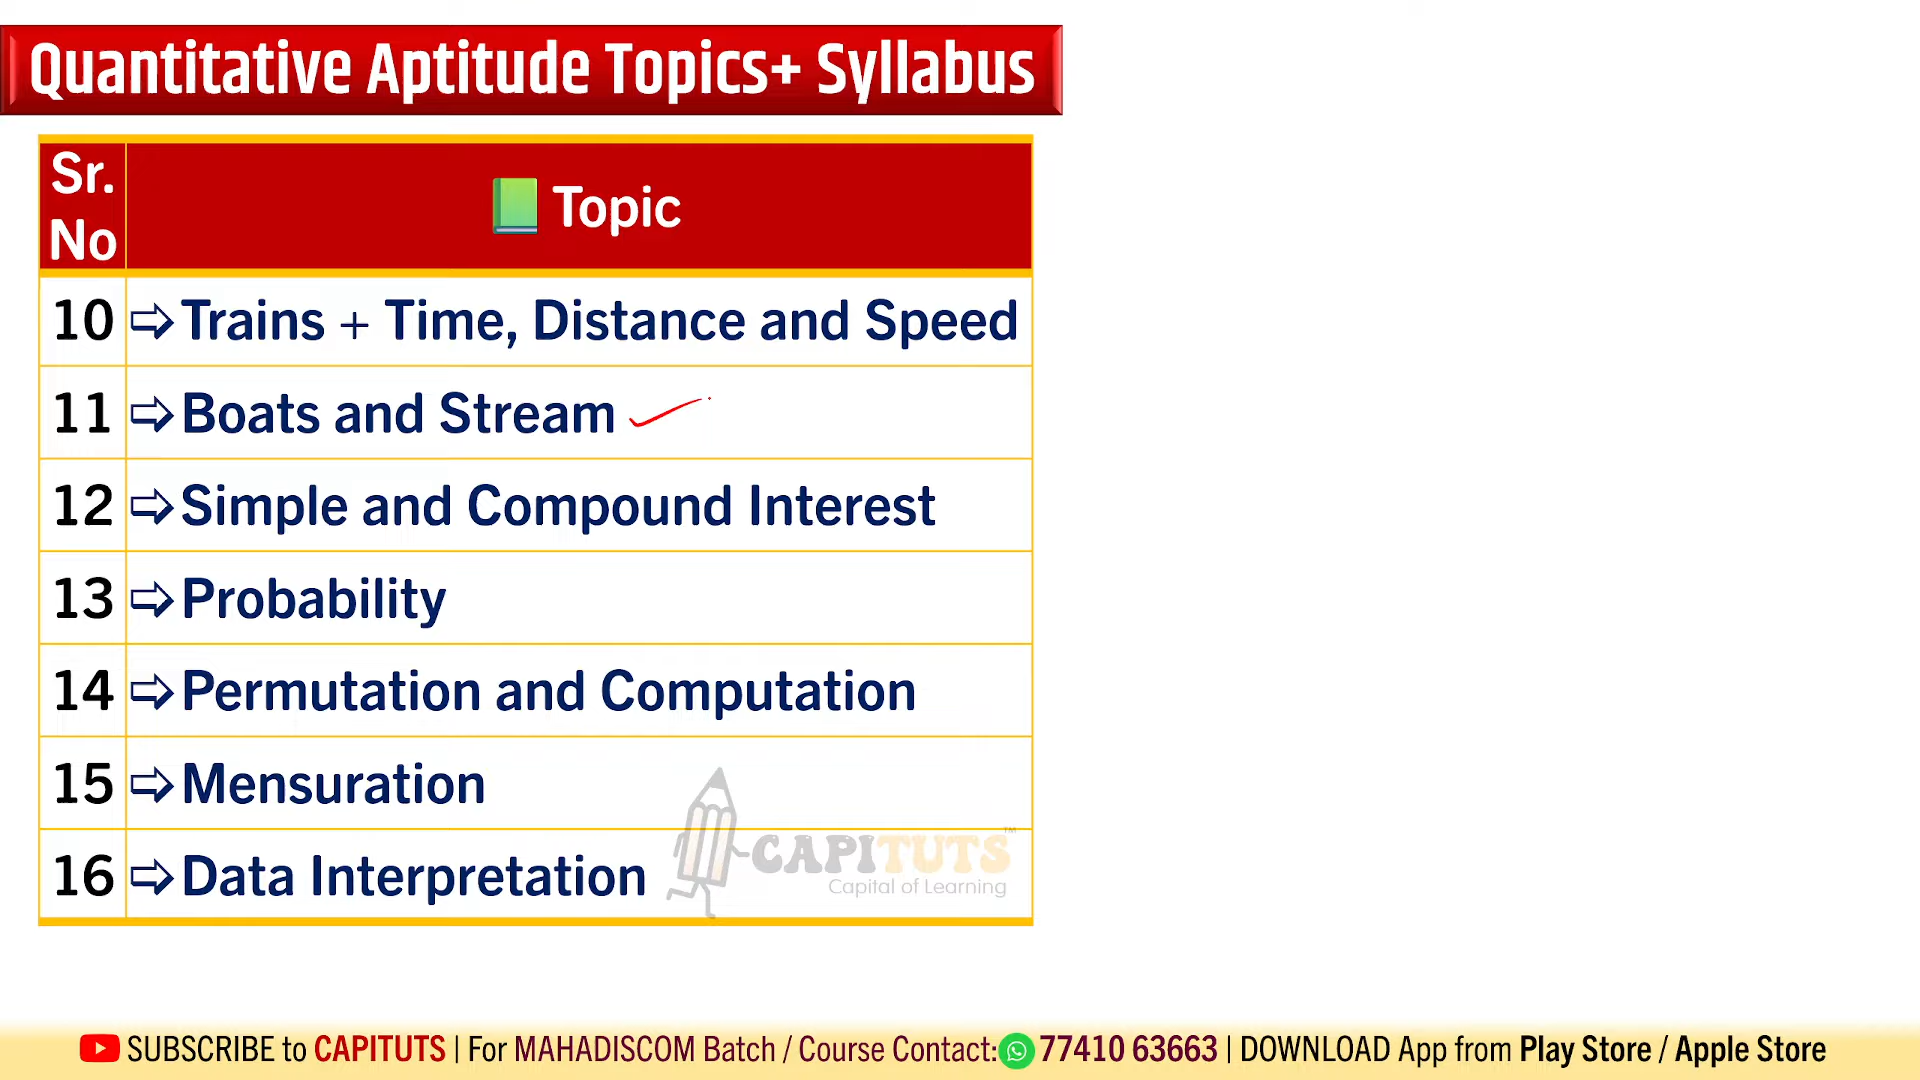 Quantitative Aptitude Topics+ Syllabus
Sr. No
📗 Topic
10 ⇨Trains + Time, Distance and Speed
11 ⇨Boats and Stream
12 ⇨Simple and Compound Interest
13 ⇨Probability
14 ⇨Permutation and Computation
15 ⇨Mensuration
16 ⇨Data Interpretation
CAPITUTS™
Capital of Learning
SUBSCRIBE to CAPITUTS | For MAHADISCOM Batch / Course Contact: 77410 63663 | DOWNLOAD App from Play Store / Apple Store